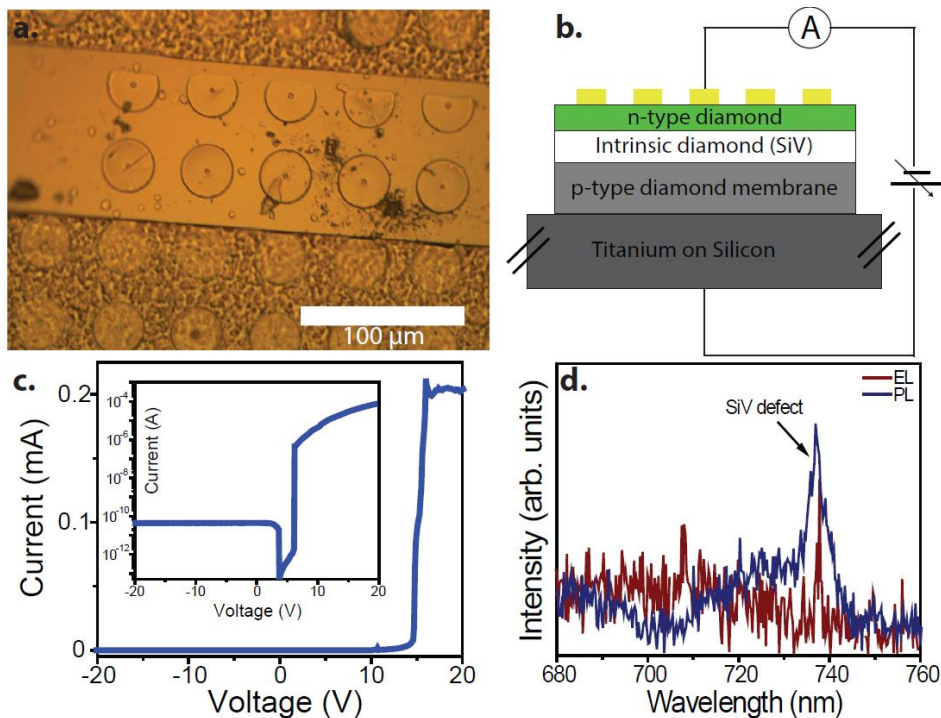 a.
100 µm
b.
A
n-type diamond
Intrinsic diamond (SiV)
p-type diamond membrane
Titanium on Silicon
c.
0.2
0.1
0
Current (mA)
-20
-10
0
10
20
Voltage (V)
10⁻⁴
10⁻⁶
10⁻⁸
10⁻¹⁰
10⁻¹²
Current (A)
-20
-10
0
10
20
Voltage (V)
d.
EL
PL
SiV defect
Intensity (arb. units)
680
700
720
740
760
Wavelength (nm)